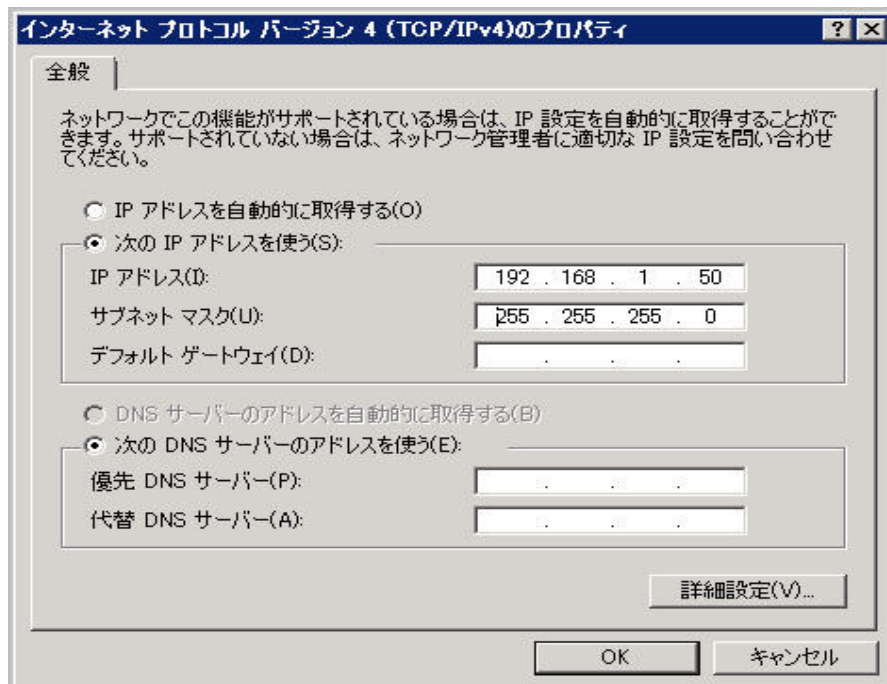 インターネット プロトコル バージョン 4 (TCP/IPv4)のプロパティ
全般
ネットワークでこの機能がサポートされている場合は、IP 設定を自動的に取得することがで
きます。サポートされていない場合は、ネットワーク管理者に適切な IP 設定を問い合わせ
てください。
IP アドレスを自動的に取得する(O)
次の IP アドレスを使う(S):
IP アドレス(I): 192 . 168 . 1 . 50
サブネット マスク(U): 255 . 255 . 255 . 0
デフォルト ゲートウェイ(D): . . .
DNS サーバーのアドレスを自動的に取得する(B)
次の DNS サーバーのアドレスを使う(E):
優先 DNS サーバー(P): . . .
代替 DNS サーバー(A): . . .
詳細設定(V)...
OK キャンセル